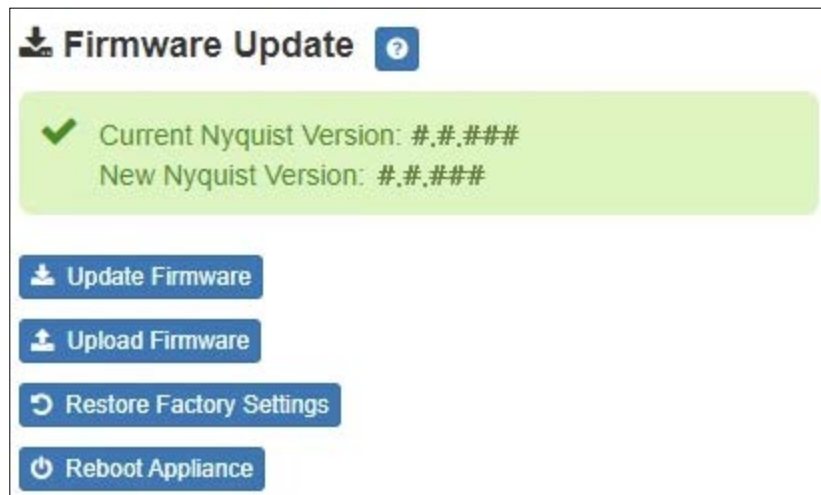 Firmware Update
Current Nyquist Version: #.#.###
New Nyquist Version: #.#.###
Update Firmware
Upload Firmware
Restore Factory Settings
Reboot Appliance